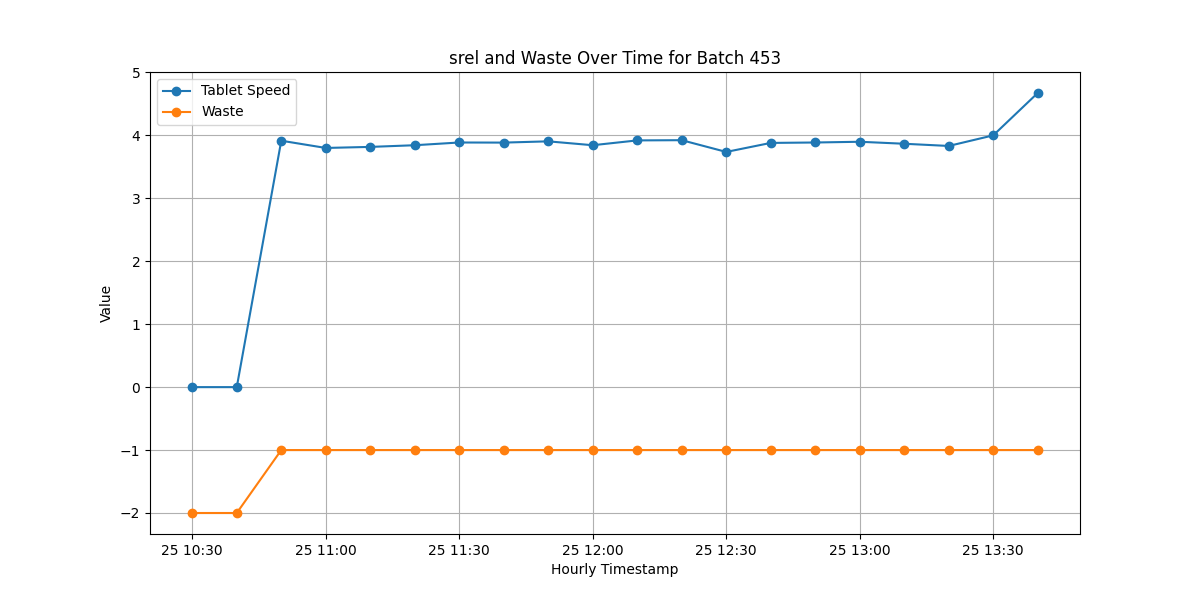 srel and Waste Over Time for Batch 453
Tablet Speed
Waste
5
4
3
2
1
0
−1
−2
Value
25 10:30 25 11:00 25 11:30 25 12:00 25 12:30 25 13:00 25 13:30
Hourly Timestamp